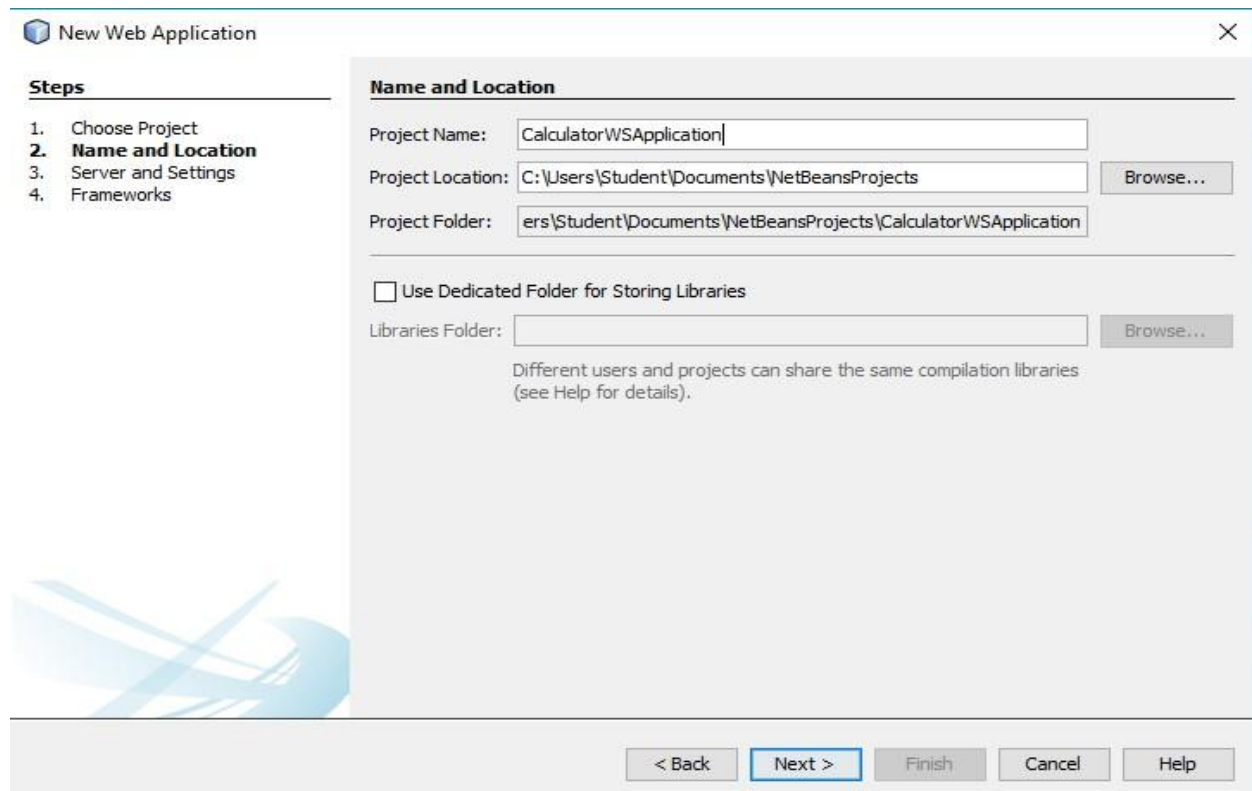 New Web Application
Steps
1. Choose Project
2. Name and Location
3. Server and Settings
4. Frameworks
Name and Location
Project Name: CalculatorWSApplication
Project Location: C:\Users\Student\Documents\NetBeansProjects Browse...
Project Folder: ers\Student\Documents\NetBeansProjects\CalculatorWSApplication
Use Dedicated Folder for Storing Libraries
Libraries Folder: Browse...
Different users and projects can share the same compilation libraries
(see Help for details).
< Back Next > Finish Cancel Help